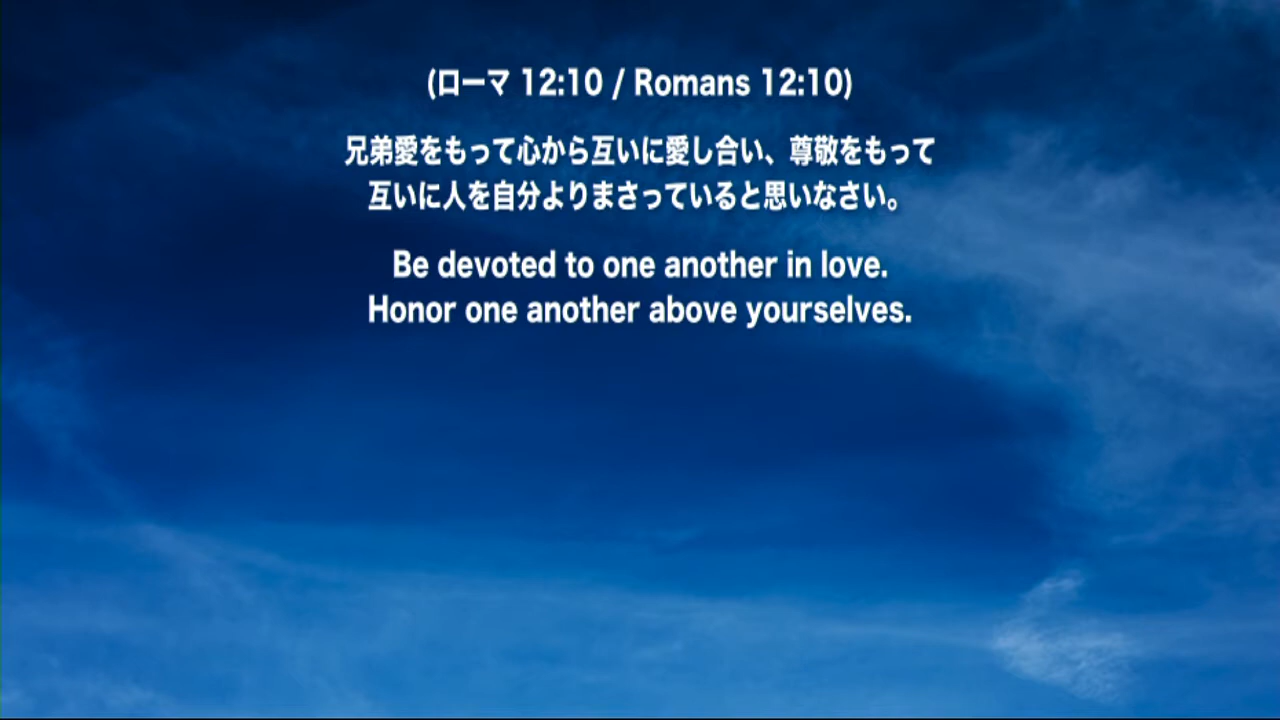 (ローマ 12:10 / Romans 12:10)
兄弟愛をもって心から互いに愛し合い、尊敬をもって
互いに人を自分よりまさっていると思いなさい。
Be devoted to one another in love.
Honor one another above yourselves.